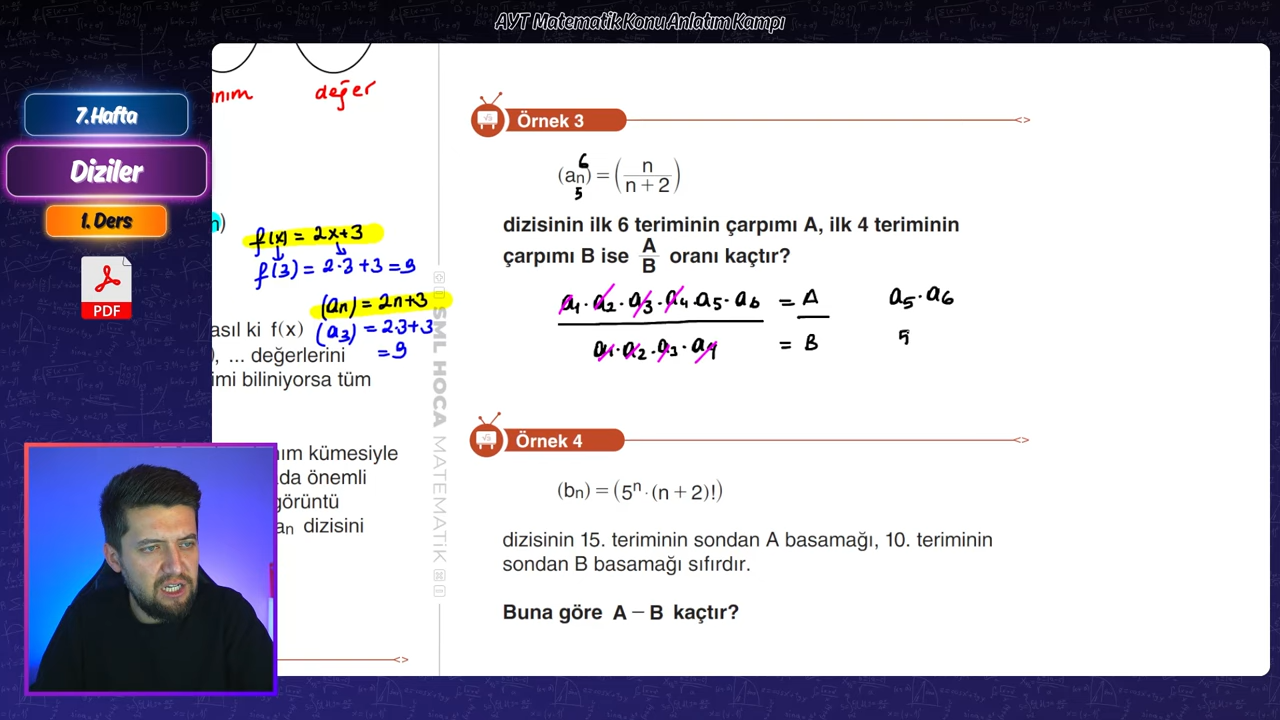 AYT Matematik Konu Anlatım Kampı
7. Hafta
Diziler
1. Ders
PDF
değer
f(x) = 2x+3
f(3) = 2·3+3 = 9
(an) = 2n+3
(a3) = 2·3+3
= 9
asıl ki f(x)
), ... değerlerini
imi biliniyorsa tüm
nım kümesiyle
da önemli
görüntü
an dizisini
SML HOCA MATEMATİK
Örnek 3
6
(an) = (n/(n + 2))
5
dizisinin ilk 6 teriminin çarpımı A, ilk 4 teriminin
çarpımı B ise A/B oranı kaçtır?
a1·a2·a3·a4·a5·a6 = A
a1·a2·a3·a4 = B
a5·a6
5
Örnek 4
(bn) = (5^n · (n + 2)!)
dizisinin 15. teriminin sondan A basamağı, 10. teriminin
sondan B basamağı sıfırdır.
Buna göre A − B kaçtır?